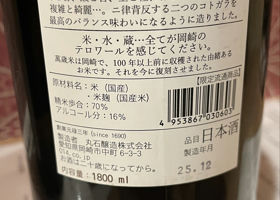 複雑と綺麗…。二律背反する二つのコトガラを
最高のバランス味わいになるように造りました。
米・水・蔵…全てが岡崎の
テロワールを感じてください。
萬歳米は岡崎で、100年以上前に収穫された由緒ある
お米です。それを今に復刻させました。
原材料名：米（国産）
・米麹（国産米）
精米歩合：70%
アルコール分：16%
【限定流通商品】
4953867030603
創業元禄三年 (since 1690)
製造者 丸石醸造株式会社
愛知県岡崎市中町6-3-3
お酒は二十歳になってから。
内容量 1800ml
品目 日本酒
25.12
製造年月